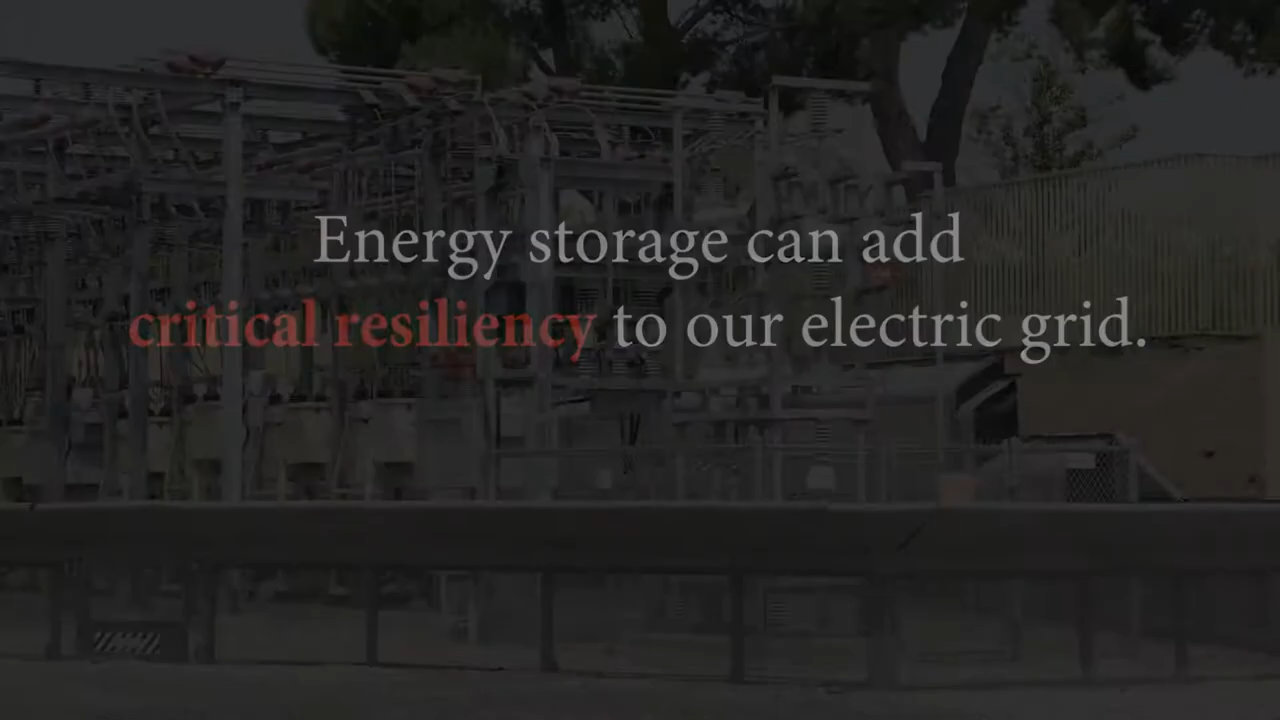 Energy storage can add
critical resiliency to our electric grid.